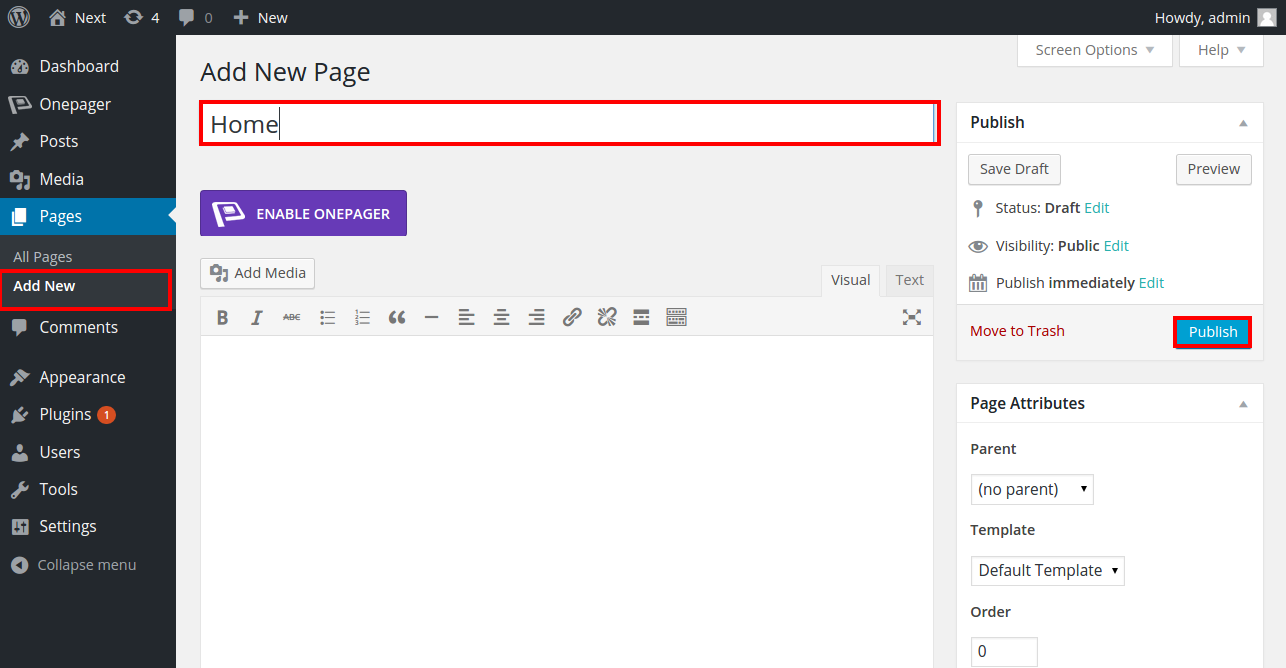 Next 4 0 New Howdy, admin
Screen Options Help
Dashboard
Onepager
Posts
Media
Pages
All Pages
Add New
Comments
Appearance
Plugins 1
Users
Tools
Settings
Collapse menu
Add New Page
Home
ENABLE ONEPAGER
Add Media
Visual Text
B I ABC
Publish
Save Draft Preview
Status: Draft Edit
Visibility: Public Edit
Publish immediately Edit
Move to Trash Publish
Page Attributes
Parent
(no parent)
Template
Default Template
Order
0